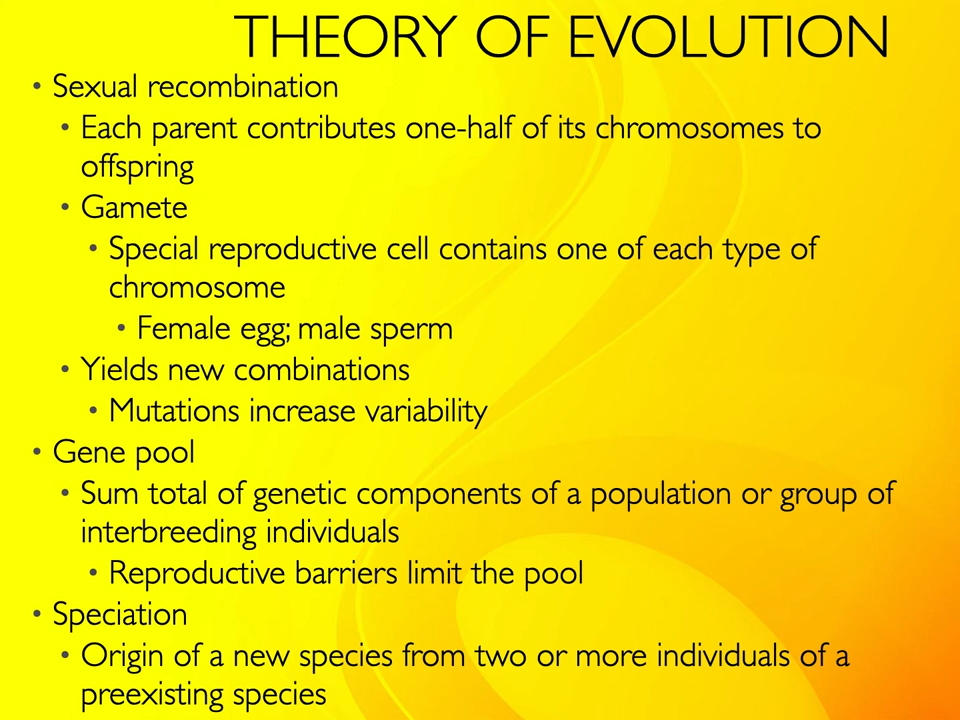 THEORY OF EVOLUTION
• Sexual recombination
• Each parent contributes one-half of its chromosomes to
offspring
• Gamete
• Special reproductive cell contains one of each type of
chromosome
• Female egg; male sperm
• Yields new combinations
• Mutations increase variability
• Gene pool
• Sum total of genetic components of a population or group of
interbreeding individuals
• Reproductive barriers limit the pool
• Speciation
• Origin of a new species from two or more individuals of a
preexisting species